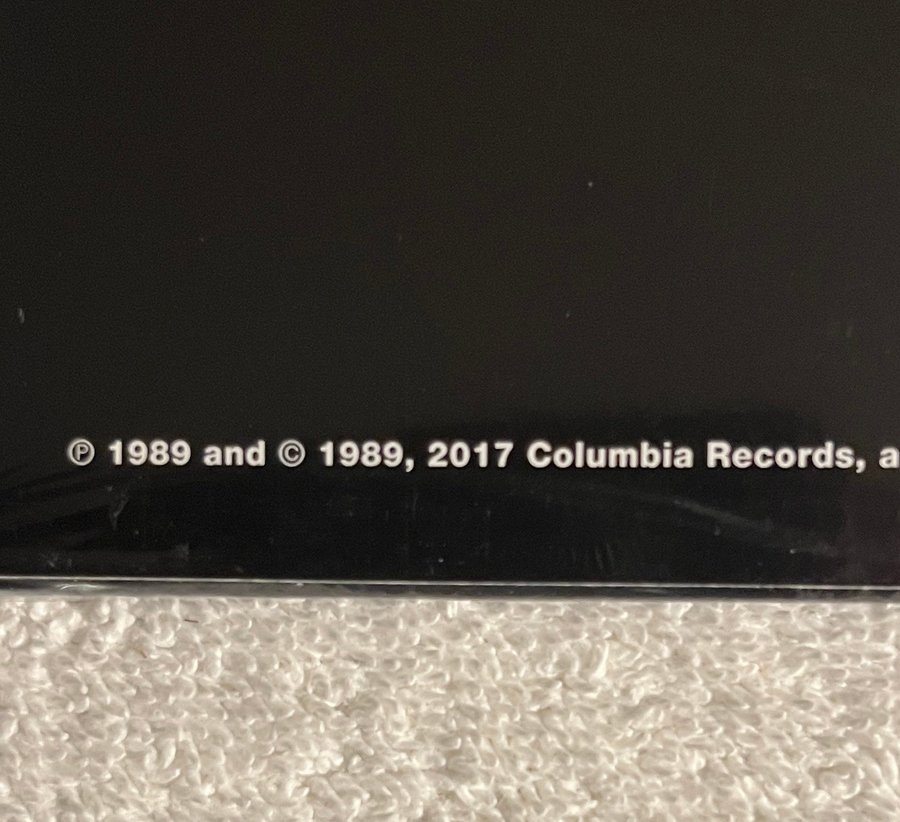 ℗ 1989 and © 1989, 2017 Columbia Records, a